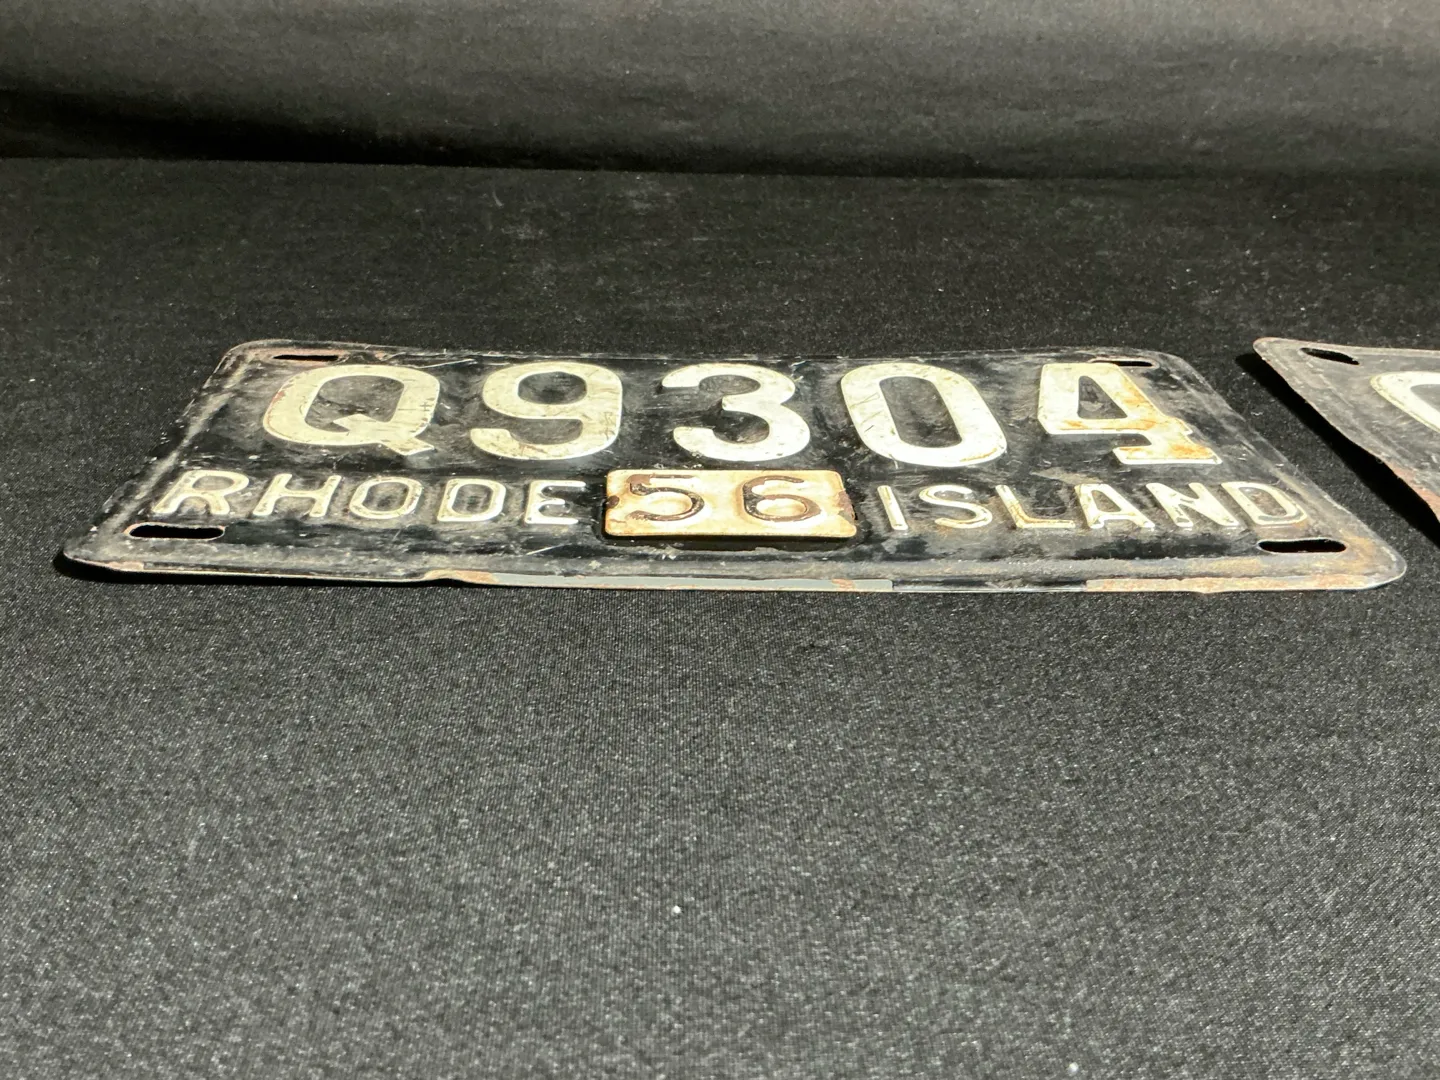 Q9304
RHODE 56 ISLAND